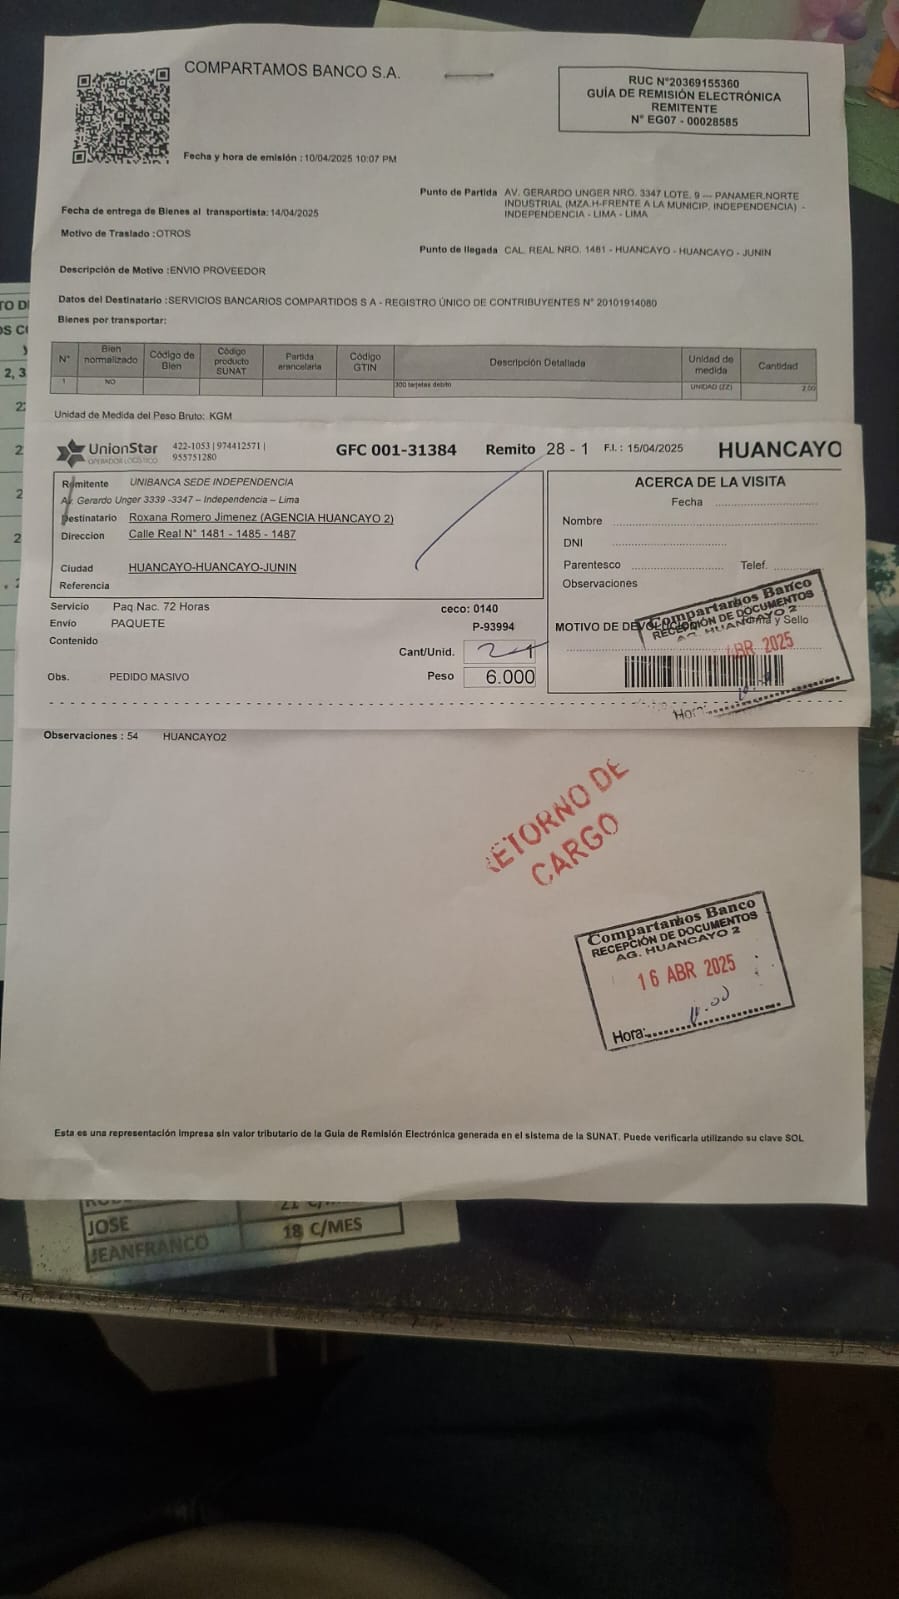 COMPARTAMOS BANCO S.A.
RUC N°20369155360
GUÍA DE REMISIÓN ELECTRÓNICA
REMITENTE
N° EG07 - 00028585
Fecha y hora de emisión : 10/04/2025 10:07 PM
Punto de Partida AV. GERARDO UNGER NRO. 3347 LOTE. 9 --- PANAMER.NORTE
INDUSTRIAL (MZA.H-FRENTE A LA MUNICIP. INDEPENDENCIA) -
INDEPENDENCIA - LIMA - LIMA
Fecha de entrega de Bienes al transportista: 14/04/2025
Motivo de Traslado :OTROS
Punto de llegada CAL. REAL NRO. 1481 - HUANCAYO - HUANCAYO - JUNIN
Descripción de Motivo :ENVIO PROVEEDOR
Datos del Destinatario :SERVICIOS BANCARIOS COMPARTIDOS S A - REGISTRO ÚNICO DE CONTRIBUYENTES N° 20101914080
Bienes por transportar:
N° Bien normalizado Código de Bien Código producto SUNAT Partida arancelaria Código GTIN Descripción Detallada Unidad de medida Cantidad
1 NO 300 tarjetas debito UNIDAD (ZZ) 2.00
Unidad de Medida del Peso Bruto: KGM
UnionStar
OPERADOR LOGÍSTICO
422-1053 | 974412571 |
955751280
GFC 001-31384 Remito 28 - 1 F.I. : 15/04/2025 HUANCAYO
Remitente UNIBANCA SEDE INDEPENDENCIA
Av. Gerardo Unger 3339 -3347 – Independencia – Lima
Destinatario Roxana Romero Jimenez (AGENCIA HUANCAYO 2)
Direccion Calle Real N° 1481 - 1485 - 1487
Ciudad HUANCAYO-HUANCAYO-JUNIN
Referencia
ACERCA DE LA VISITA
Fecha
Nombre
DNI
Parentesco Telef.
Observaciones
MOTIVO DE
y Sello
Servicio Paq Nac. 72 Horas
Envío PAQUETE
Contenido
Obs. PEDIDO MASIVO
ceco: 0140
P-93994
Cant/Unid.
Peso 6.000
Compartamos Banco
RECEPCIÓN DE DOCUMENTOS
AG. HUANCAYO 2
ABR 2025
Hora
Observaciones : 54 HUANCAYO2
ETORNO DE
CARGO
Compartamos Banco
RECEPCIÓN DE DOCUMENTOS
AG. HUANCAYO 2
16 ABR 2025
Hora:
Esta es una representación impresa sin valor tributario de la Guia de Remisión Electrónica generada en el sistema de la SUNAT. Puede verificarla utilizando su clave SOL
JOSE
JEANFRANCO 18 C/MES